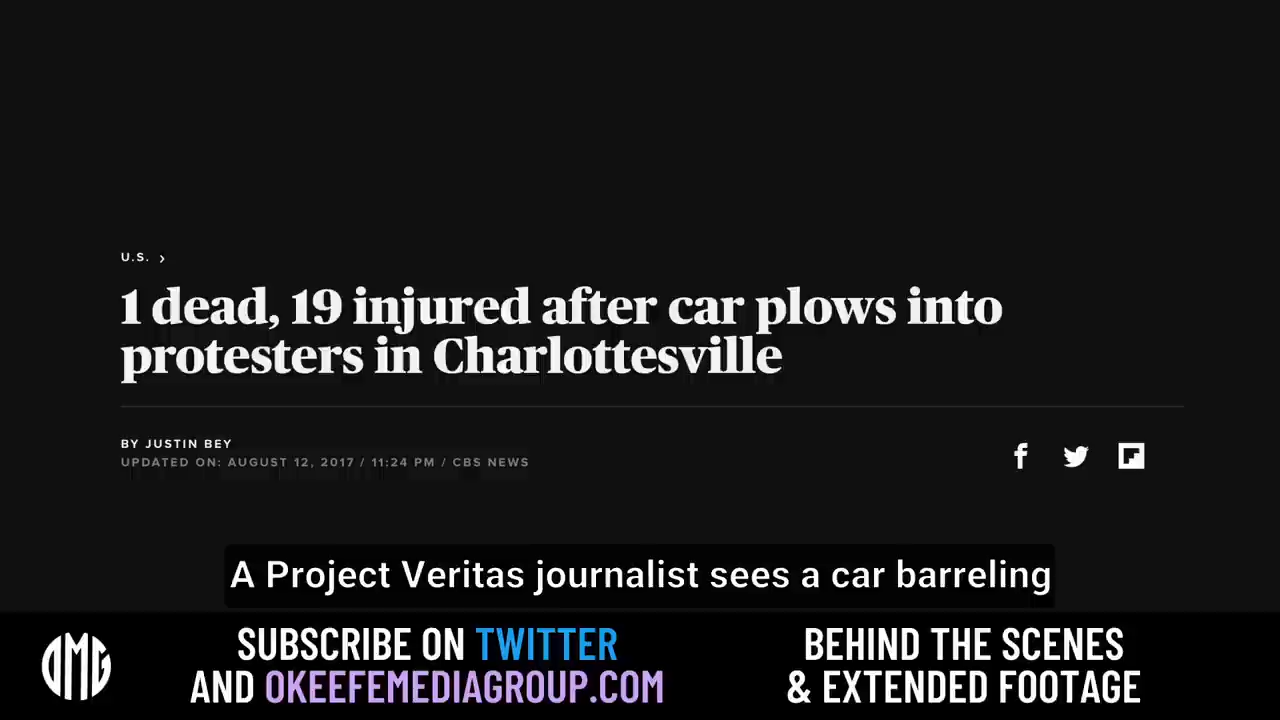 U.S. >
1 dead, 19 injured after car plows into
protesters in Charlottesville
BY JUSTIN BEY
UPDATED ON: AUGUST 12, 2017 / 11:24 PM / CBS NEWS
A Project Veritas journalist sees a car barreling
OMG
SUBSCRIBE ON TWITTER
AND OKEEFEMEDIAGROUP.COM
BEHIND THE SCENES
& EXTENDED FOOTAGE